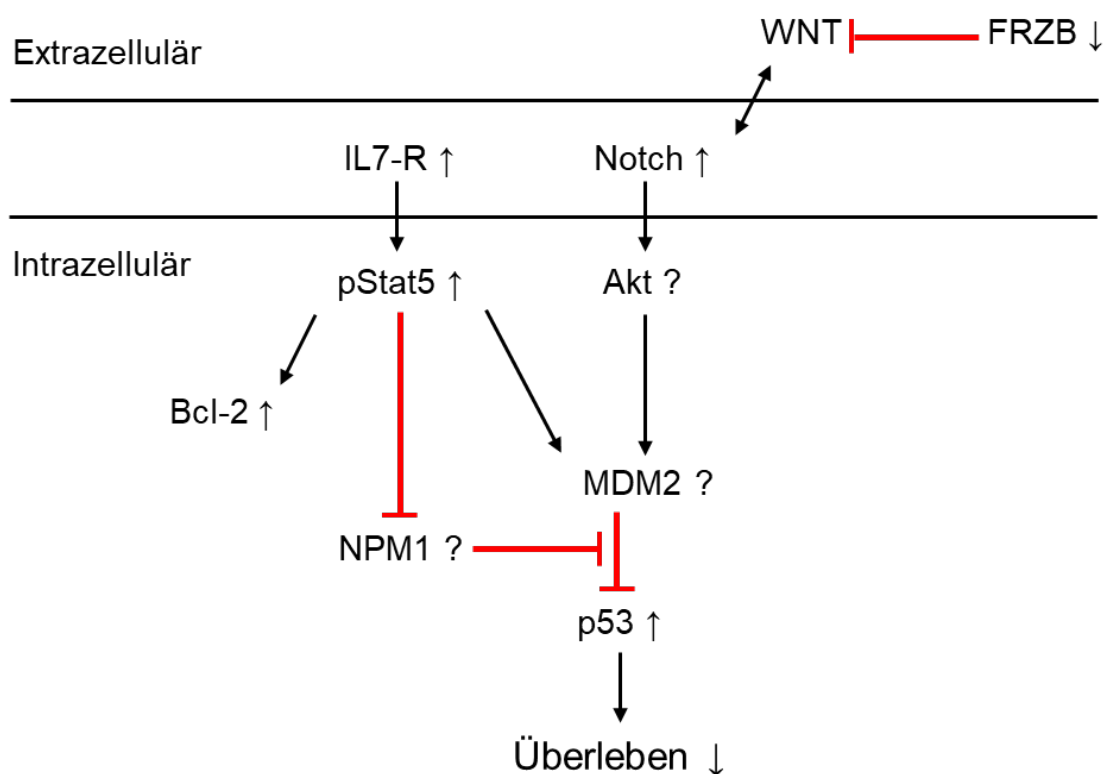 WNT FRZB ↓
Extrazellulär
IL7-R ↑ Notch ↑
Intrazellulär
pStat5 ↑ Akt ?
Bcl-2 ↑
MDM2 ?
NPM1 ?
p53 ↑
Überleben ↓